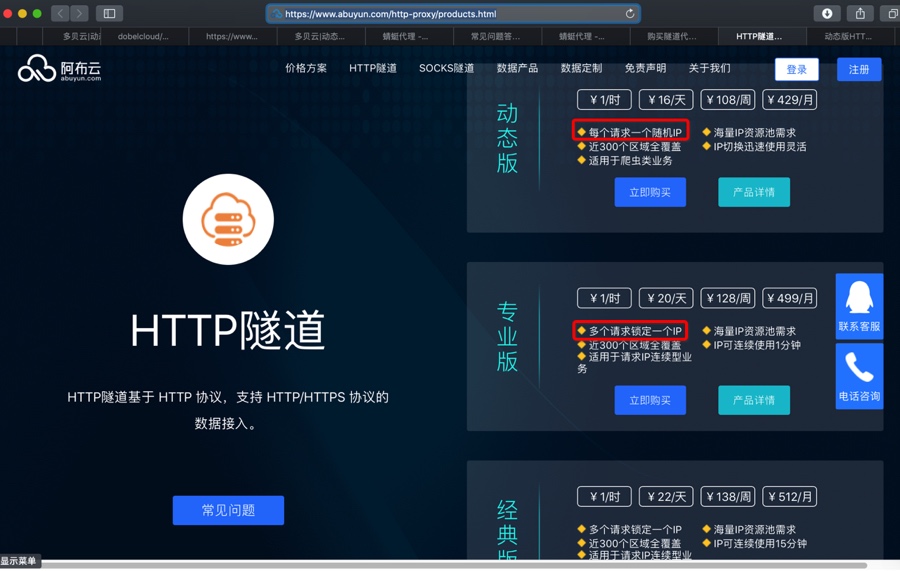 https://www.abuyun.com/http-proxy/products.html
多贝云|动i
dobelcloud/...
https://www...
多贝云|动态...
蜻蜓代理 -...
常见问题答...
蜻蜓代理 -...
购买隧道代...
HTTP隧道...
动态版HTT...
阿布云
abuyun.com
价格方案
HTTP隧道
SOCKS隧道
数据产品
数据定制
免责声明
关于我们
登录
注册
HTTP隧道
HTTP隧道基于 HTTP 协议，支持 HTTP/HTTPS 协议的
数据接入。
常见问题
动态版
¥ 1/时
¥ 16/天
¥ 108/周
¥ 429/月
每个请求一个随机IP
海量IP资源池需求
近300个区域全覆盖
IP切换迅速使用灵活
适用于爬虫类业务
立即购买
产品详情
专业版
¥ 1/时
¥ 20/天
¥ 128/周
¥ 499/月
多个请求锁定一个IP
海量IP资源池需求
近300个区域全覆盖
IP可连续使用1分钟
适用于请求IP连续型业
务
立即购买
产品详情
经典版
¥ 1/时
¥ 22/天
¥ 138/周
¥ 512/月
多个请求锁定一个IP
海量IP资源池需求
近300个区域全覆盖
IP可连续使用15分钟
适用于请求IP连续型业
联系客服
电话咨询
显示菜单